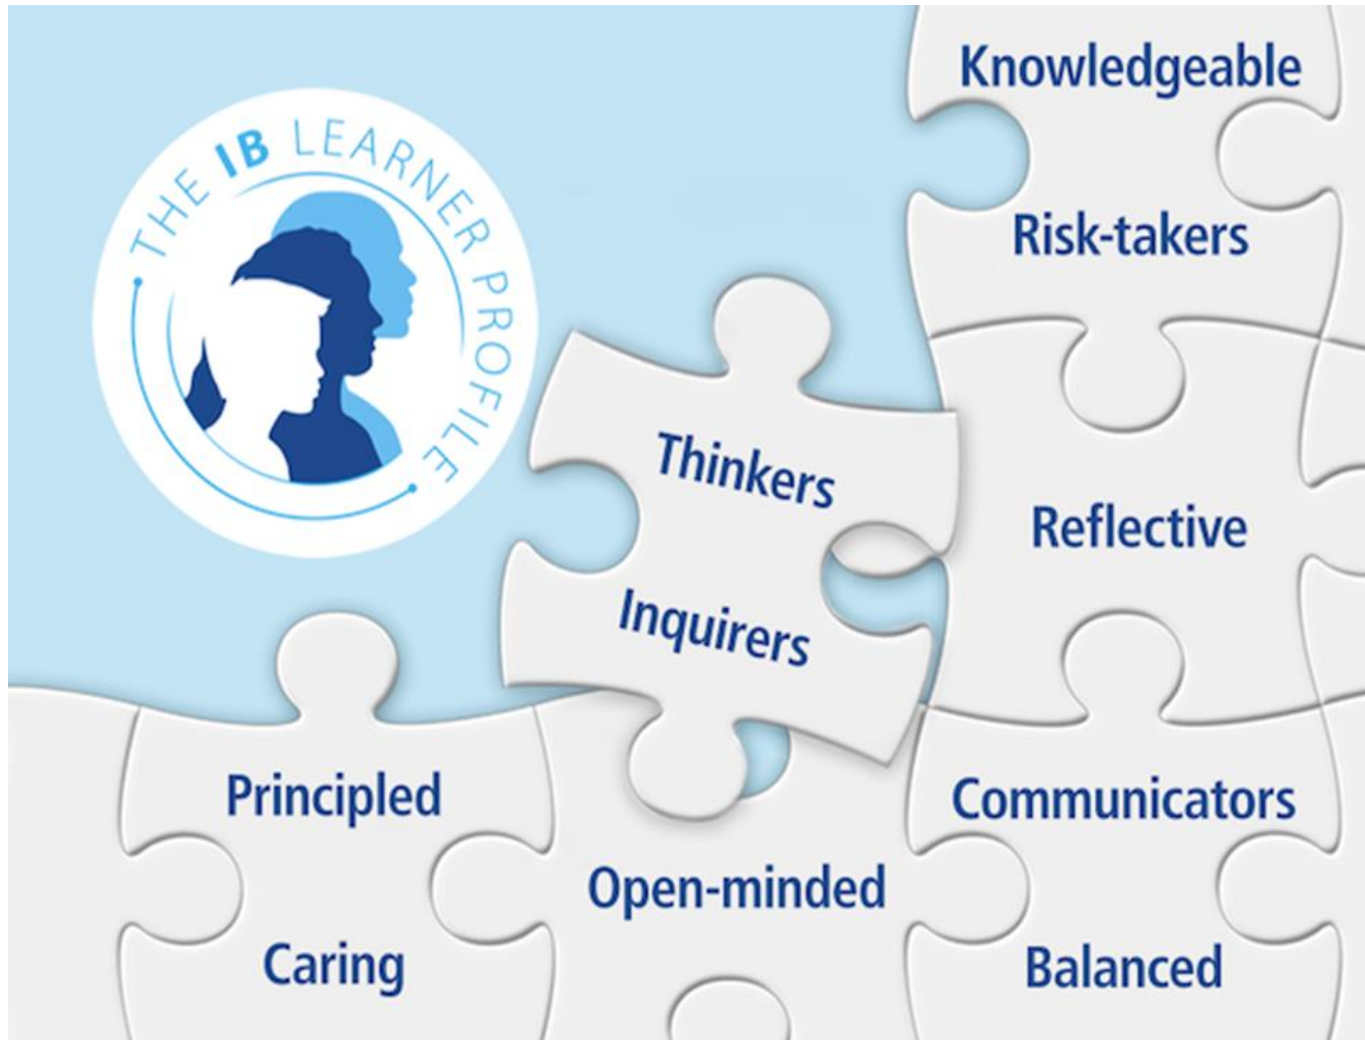 THE IB LEARNER PROFILE
Knowledgeable
Risk-takers
Thinkers
Inquirers
Reflective
Principled
Caring
Open-minded
Communicators
Balanced